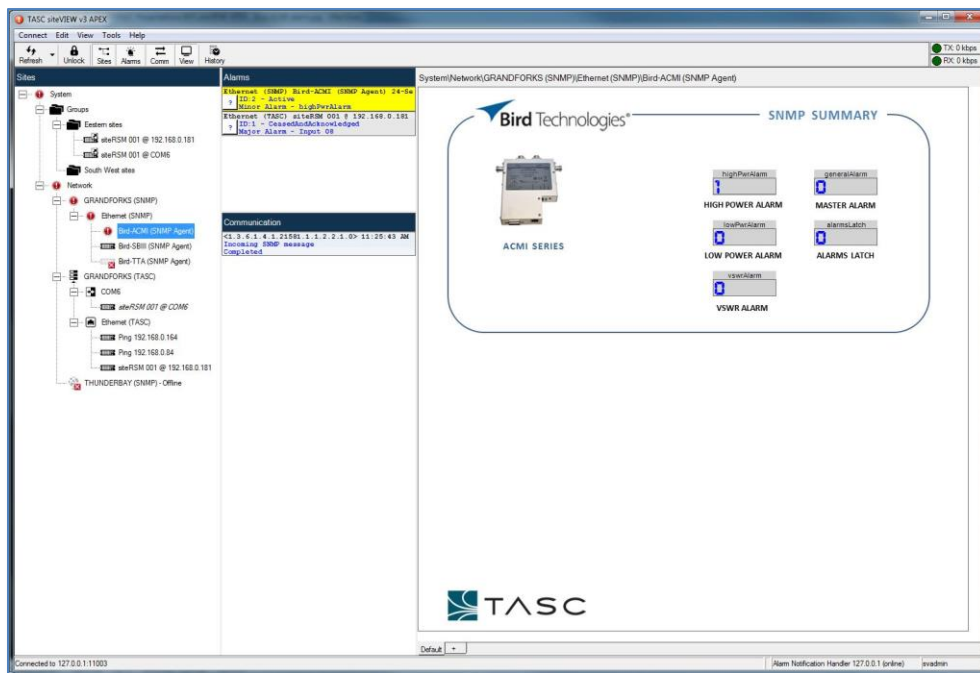 TASC siteVIEW v3 APEX
Connect Edit View Tools Help
Refresh Unlock Sites Alarms Comm View History
TX: 0 kbps
RX: 0 kbps
Sites
System
Groups
Eestern sites
siteRSM 001 @ 192.168.0.181
siteRSM 001 @ COM6
South West sites
Network
GRANDFORKS (SNMP)
Ethernet (SNMP)
Bird-ACMI (SNMP Agent)
Bird-SBIII (SNMP Agent)
Bird-TTA (SNMP Agent)
GRANDFORKS (TASC)
COM6
siteRSM 001 @ COM6
Ethernet (TASC)
Ping 192.168.0.164
Ping 192.168.0.84
siteRSM 001 @ 192.168.0.181
THUNDERBAY (SNMP) - Offline
Alarms
Ethernet (SNMP) Bird-ACMI (SNMP Agent) 24-Se
? ID:2 - Active
Minor Alarm - highPwrAlarm
Ethernet (TASC) siteRSM 001 @ 192.168.0.181
? ID:1 - CeasedAndAcknowledged
Major Alarm - Input 08
Communication
<1.3.6.1.4.1.21581.1.1.2.2.1.0> 11:25:43 AM
Incoming SNMP message
Completed
System\Network\GRANDFORKS (SNMP)\Ethernet (SNMP)\Bird-ACMI (SNMP Agent)
Bird Technologies®
SNMP SUMMARY
ACMI SERIES
highPwrAlarm
1
HIGH POWER ALARM
generalAlarm
0
MASTER ALARM
lowPwrAlarm
0
LOW POWER ALARM
alarmsLatch
0
ALARMS LATCH
vswrAlarm
0
VSWR ALARM
TASC
Default +
Connected to 127.0.0.1:11003
Alarm Notification Handler 127.0.0.1 (online)
svadmin